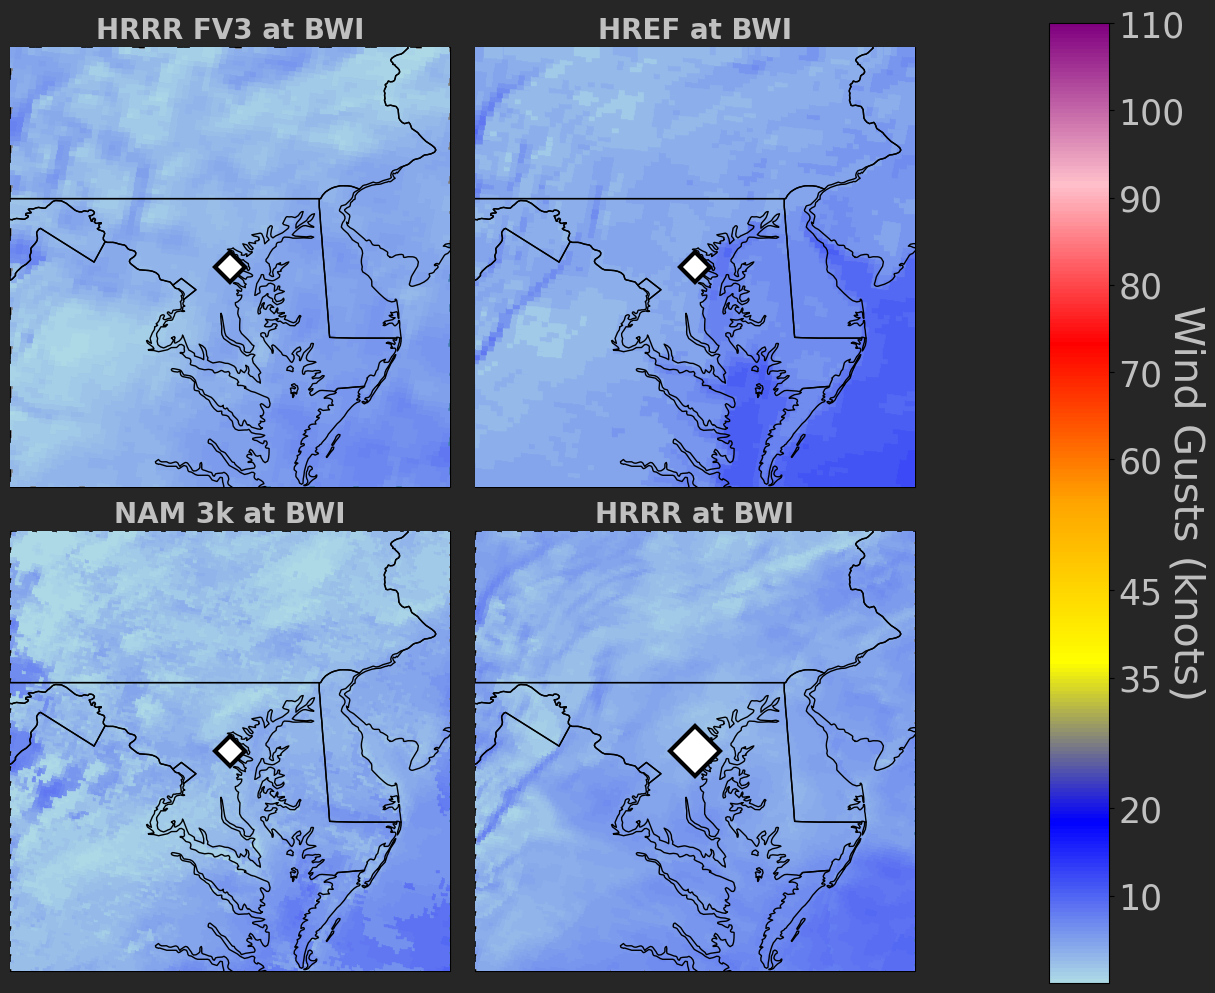 HRRR FV3 at BWI
HREF at BWI
NAM 3k at BWI
HRRR at BWI
110
100
90
80
70
60
45
35
20
10
Wind Gusts (knots)